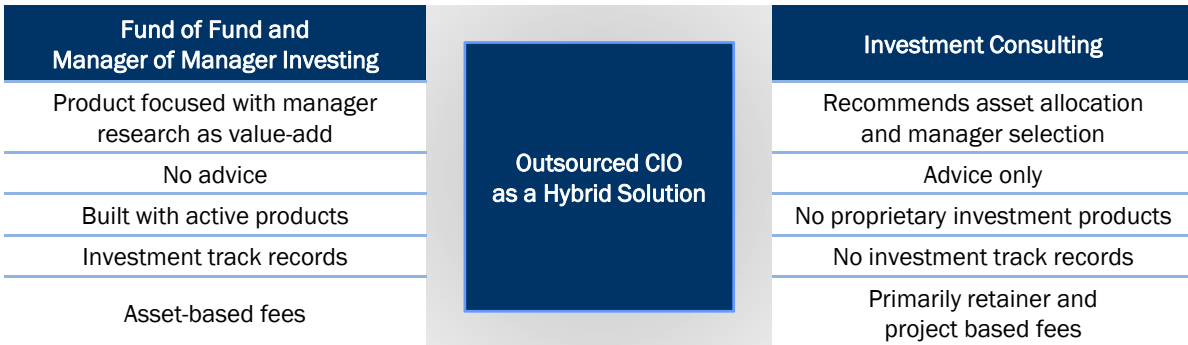 Fund of Fund and
Manager of Manager Investing
Product focused with manager
research as value-add
No advice
Built with active products
Investment track records
Asset-based fees
Outsourced CIO
as a Hybrid Solution
Investment Consulting
Recommends asset allocation
and manager selection
Advice only
No proprietary investment products
No investment track records
Primarily retainer and
project based fees